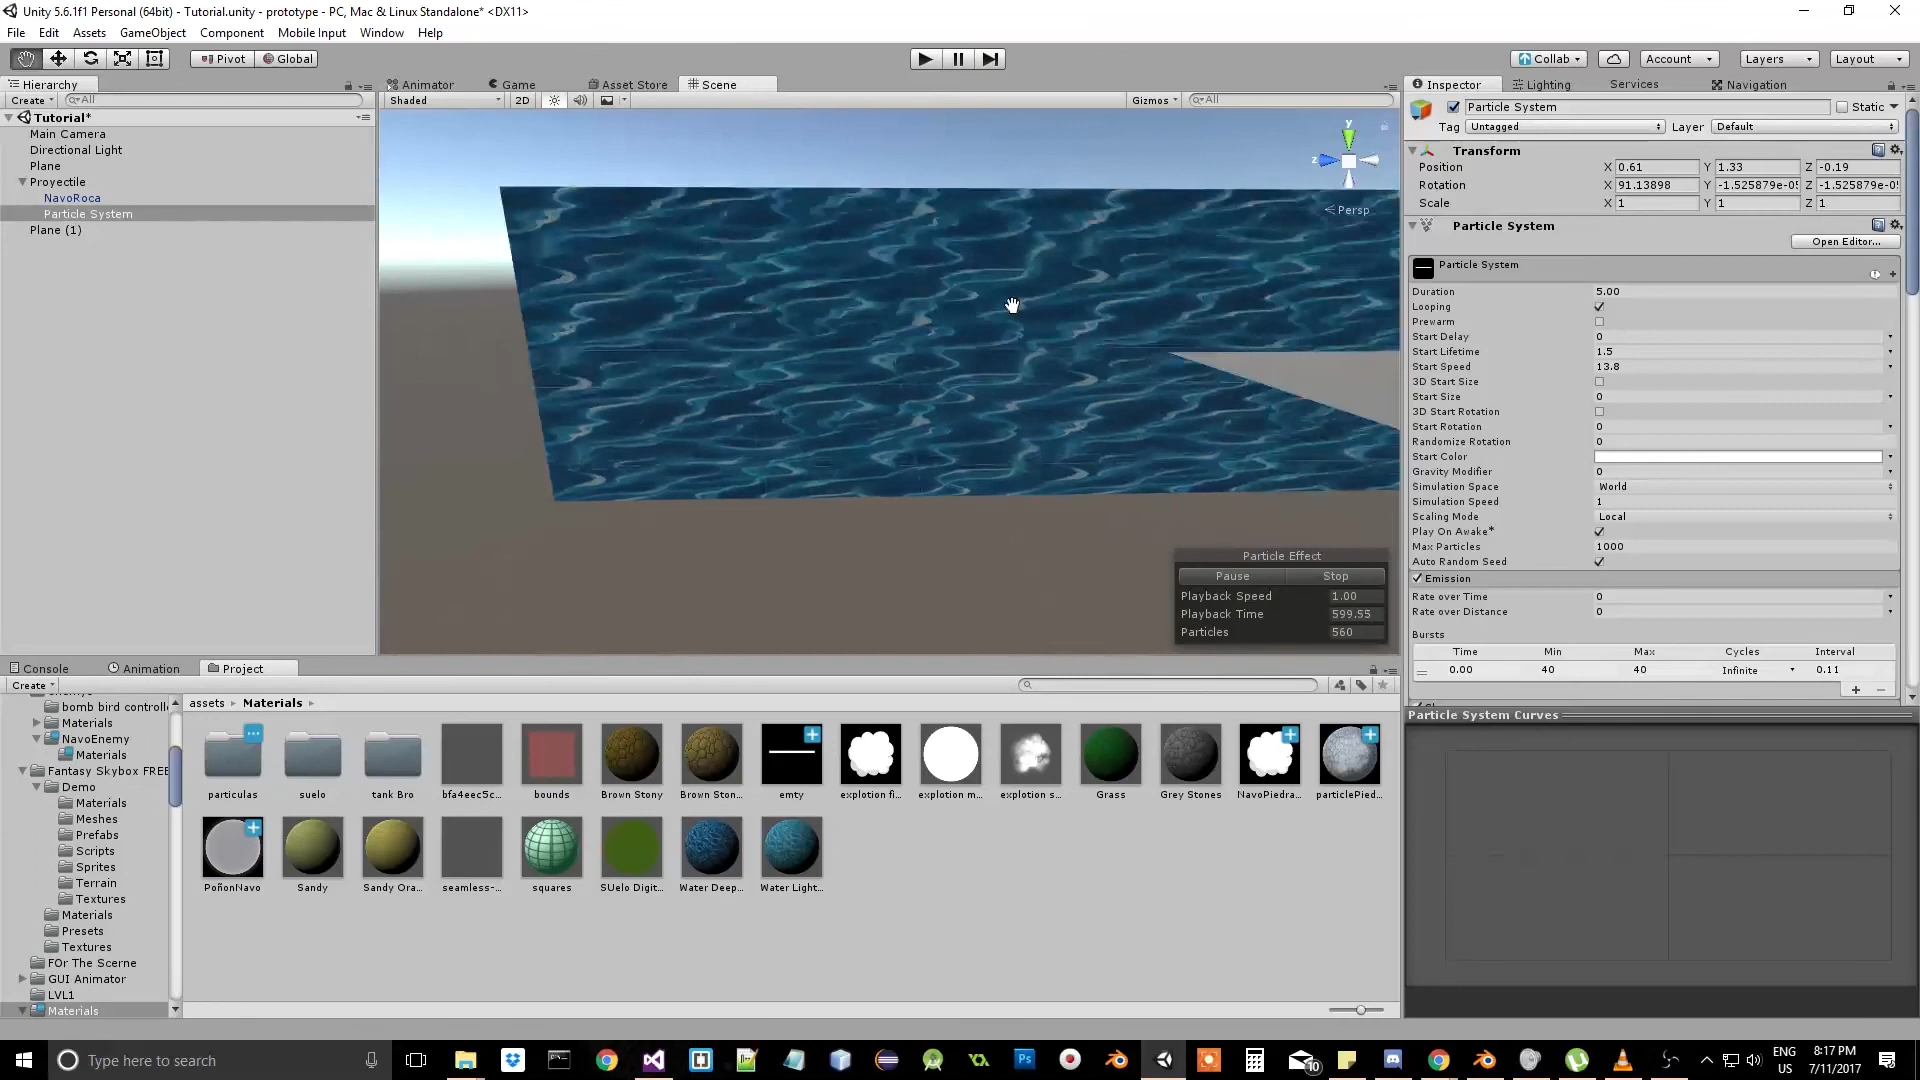 Unity 5.6.1f1 Personal (64bit) - Tutorial.unity - prototype - PC, Mac & Linux Standalone* <DX11>
File Edit Assets GameObject Component Mobile Input Window Help
Pivot Global Collab Account Layers Layout
Hierarchy Animator Game Asset Store Scene Inspector Lighting Services Navigation
Create All Shaded 2D Gizmos All
Particle System Static
Tag Untagged Layer Default
Tutorial*
Main Camera
Directional Light
Plane
Proyectile
NavoRoca
Particle System
Plane (1)
y
z
Persp
Transform
Position X 0.61 Y 1.33 Z -0.19
Rotation X 91.13898 Y -1.525879e-0 Z -1.525879e-0
Scale X 1 Y 1 Z 1
Particle System
Open Editor...
Particle System
Duration 5.00
Looping
Prewarm
Start Delay 0
Start Lifetime 1.5
Start Speed 13.8
3D Start Size
Start Size 0
3D Start Rotation
Start Rotation 0
Randomize Rotation 0
Start Color
Gravity Modifier 0
Simulation Space World
Simulation Speed 1
Scaling Mode Local
Play On Awake*
Max Particles 1000
Auto Random Seed
Emission
Rate over Time 0
Rate over Distance 0
Bursts
Time Min Max Cycles Interval
0.00 40 40 Infinite 0.11
Particle System Curves
Particle Effect
Pause Stop
Playback Speed 1.00
Playback Time 599.55
Particles 560
Console Animation Project
Create
bomb bird controll
Materials
NavoEnemy
Materials
Fantasy Skybox FREE
Demo
Materials
Meshes
Prefabs
Scripts
Sprites
Terrain
Textures
Materials
Presets
Textures
FOr The Scerne
GUI Animator
LVL1
Materials
assets Materials
particulas suelo tank Bro bfa4eec5c... bounds Brown Stony Brown Ston... emty explotion fi... explotion m... explotion s... Grass Grey Stones NavoPiedra... particlePied...
PoñonNavo Sandy Sandy Ora... seamless-... squares SUelo Digit... Water Deep... Water Light...
Type here to search
Ps
10
ENG
US
8:17 PM
7/11/2017